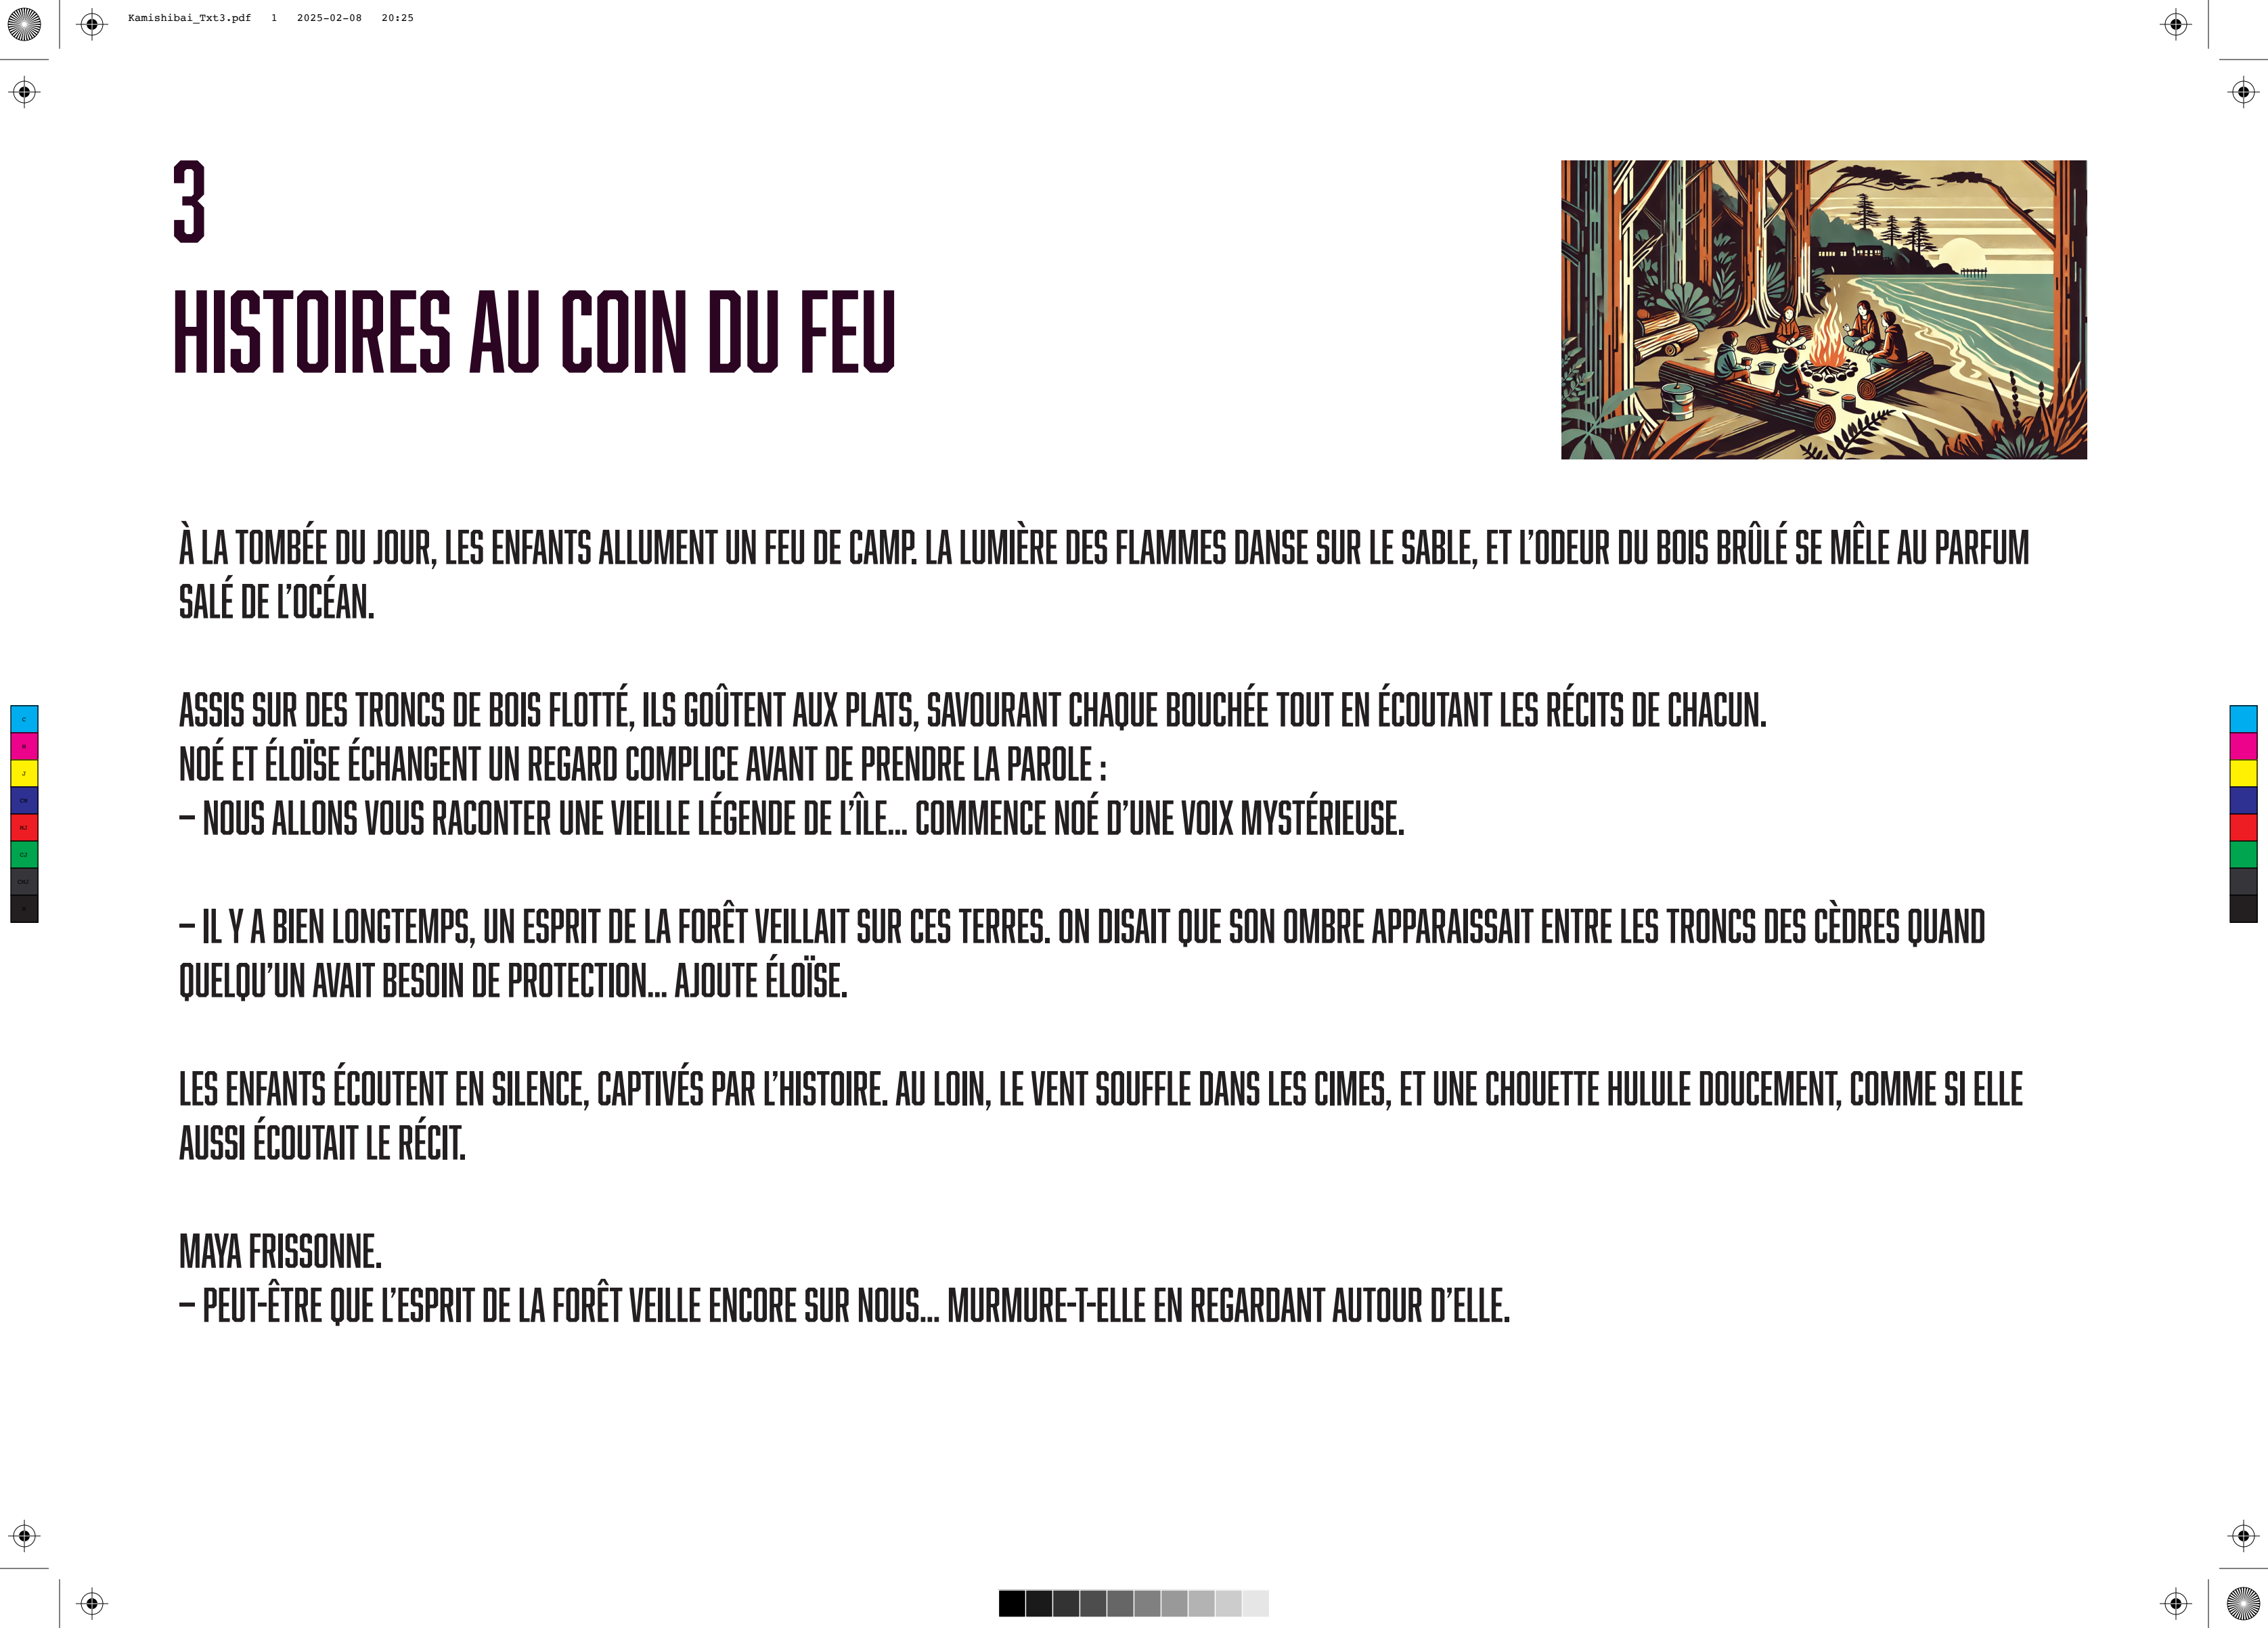 Kamishibai_Txt3.pdf 1 2025-02-08 20:25
3
HISTOIRES AU COIN DU FEU
À LA TOMBÉE DU JOUR, LES ENFANTS ALLUMENT UN FEU DE CAMP. LA LUMIÈRE DES FLAMMES DANSE SUR LE SABLE, ET L’ODEUR DU BOIS BRÛLÉ SE MÊLE AU PARFUM
SALÉ DE L’OCÉAN.
ASSIS SUR DES TRONCS DE BOIS FLOTTÉ, ILS GOÛTENT AUX PLATS, SAVOURANT CHAQUE BOUCHÉE TOUT EN ÉCOUTANT LES RÉCITS DE CHACUN.
NOÉ ET ÉLOÏSE ÉCHANGENT UN REGARD COMPLICE AVANT DE PRENDRE LA PAROLE :
– NOUS ALLONS VOUS RACONTER UNE VIEILLE LÉGENDE DE L’ÎLE... COMMENCE NOÉ D’UNE VOIX MYSTÉRIEUSE.
– IL Y A BIEN LONGTEMPS, UN ESPRIT DE LA FORÊT VEILLAIT SUR CES TERRES. ON DISAIT QUE SON OMBRE APPARAISSAIT ENTRE LES TRONCS DES CÈDRES QUAND
QUELQU’UN AVAIT BESOIN DE PROTECTION... AJOUTE ÉLOÏSE.
LES ENFANTS ÉCOUTENT EN SILENCE, CAPTIVÉS PAR L’HISTOIRE. AU LOIN, LE VENT SOUFFLE DANS LES CIMES, ET UNE CHOUETTE HULULE DOUCEMENT, COMME SI ELLE
AUSSI ÉCOUTAIT LE RÉCIT.
MAYA FRISSONNE.
– PEUT-ÊTRE QUE L’ESPRIT DE LA FORÊT VEILLE ENCORE SUR NOUS... MURMURE-T-ELLE EN REGARDANT AUTOUR D’ELLE.
C
J
CJ